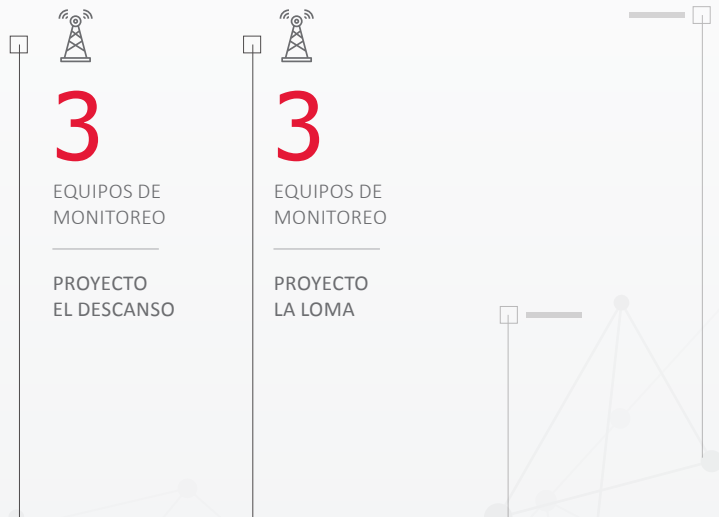 3
EQUIPOS DE
MONITOREO
PROYECTO
EL DESCANSO
3
EQUIPOS DE
MONITOREO
PROYECTO
LA LOMA